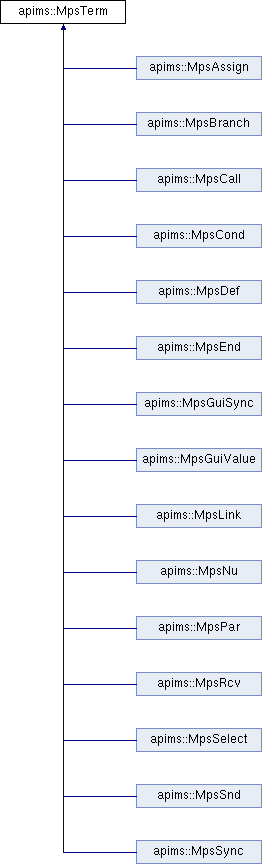 apims::MpsTerm
apims::MpsAssign
apims::MpsBranch
apims::MpsCall
apims::MpsCond
apims::MpsDef
apims::MpsEnd
apims::MpsGuiSync
apims::MpsGuiValue
apims::MpsLink
apims::MpsNu
apims::MpsPar
apims::MpsRcv
apims::MpsSelect
apims::MpsSnd
apims::MpsSync